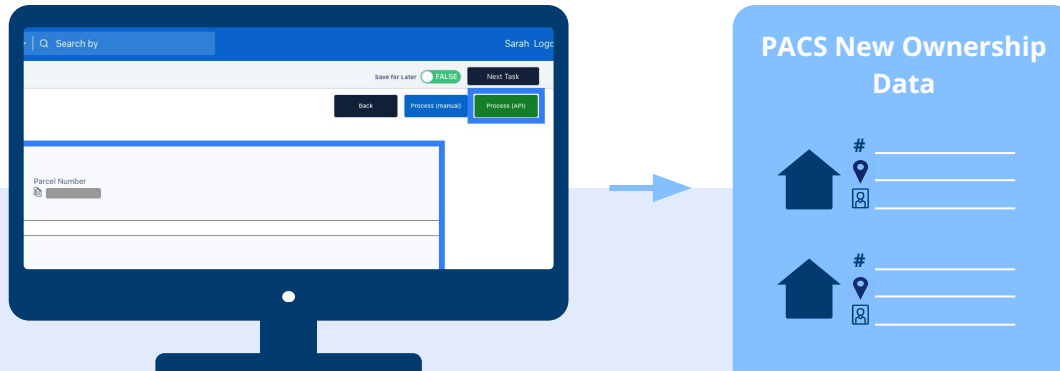 Search by
Sarah Logo
Save for Later FALSE Next Task
Back Process (manual) Process (API)
Parcel Number
PACS New Ownership
Data
#
#